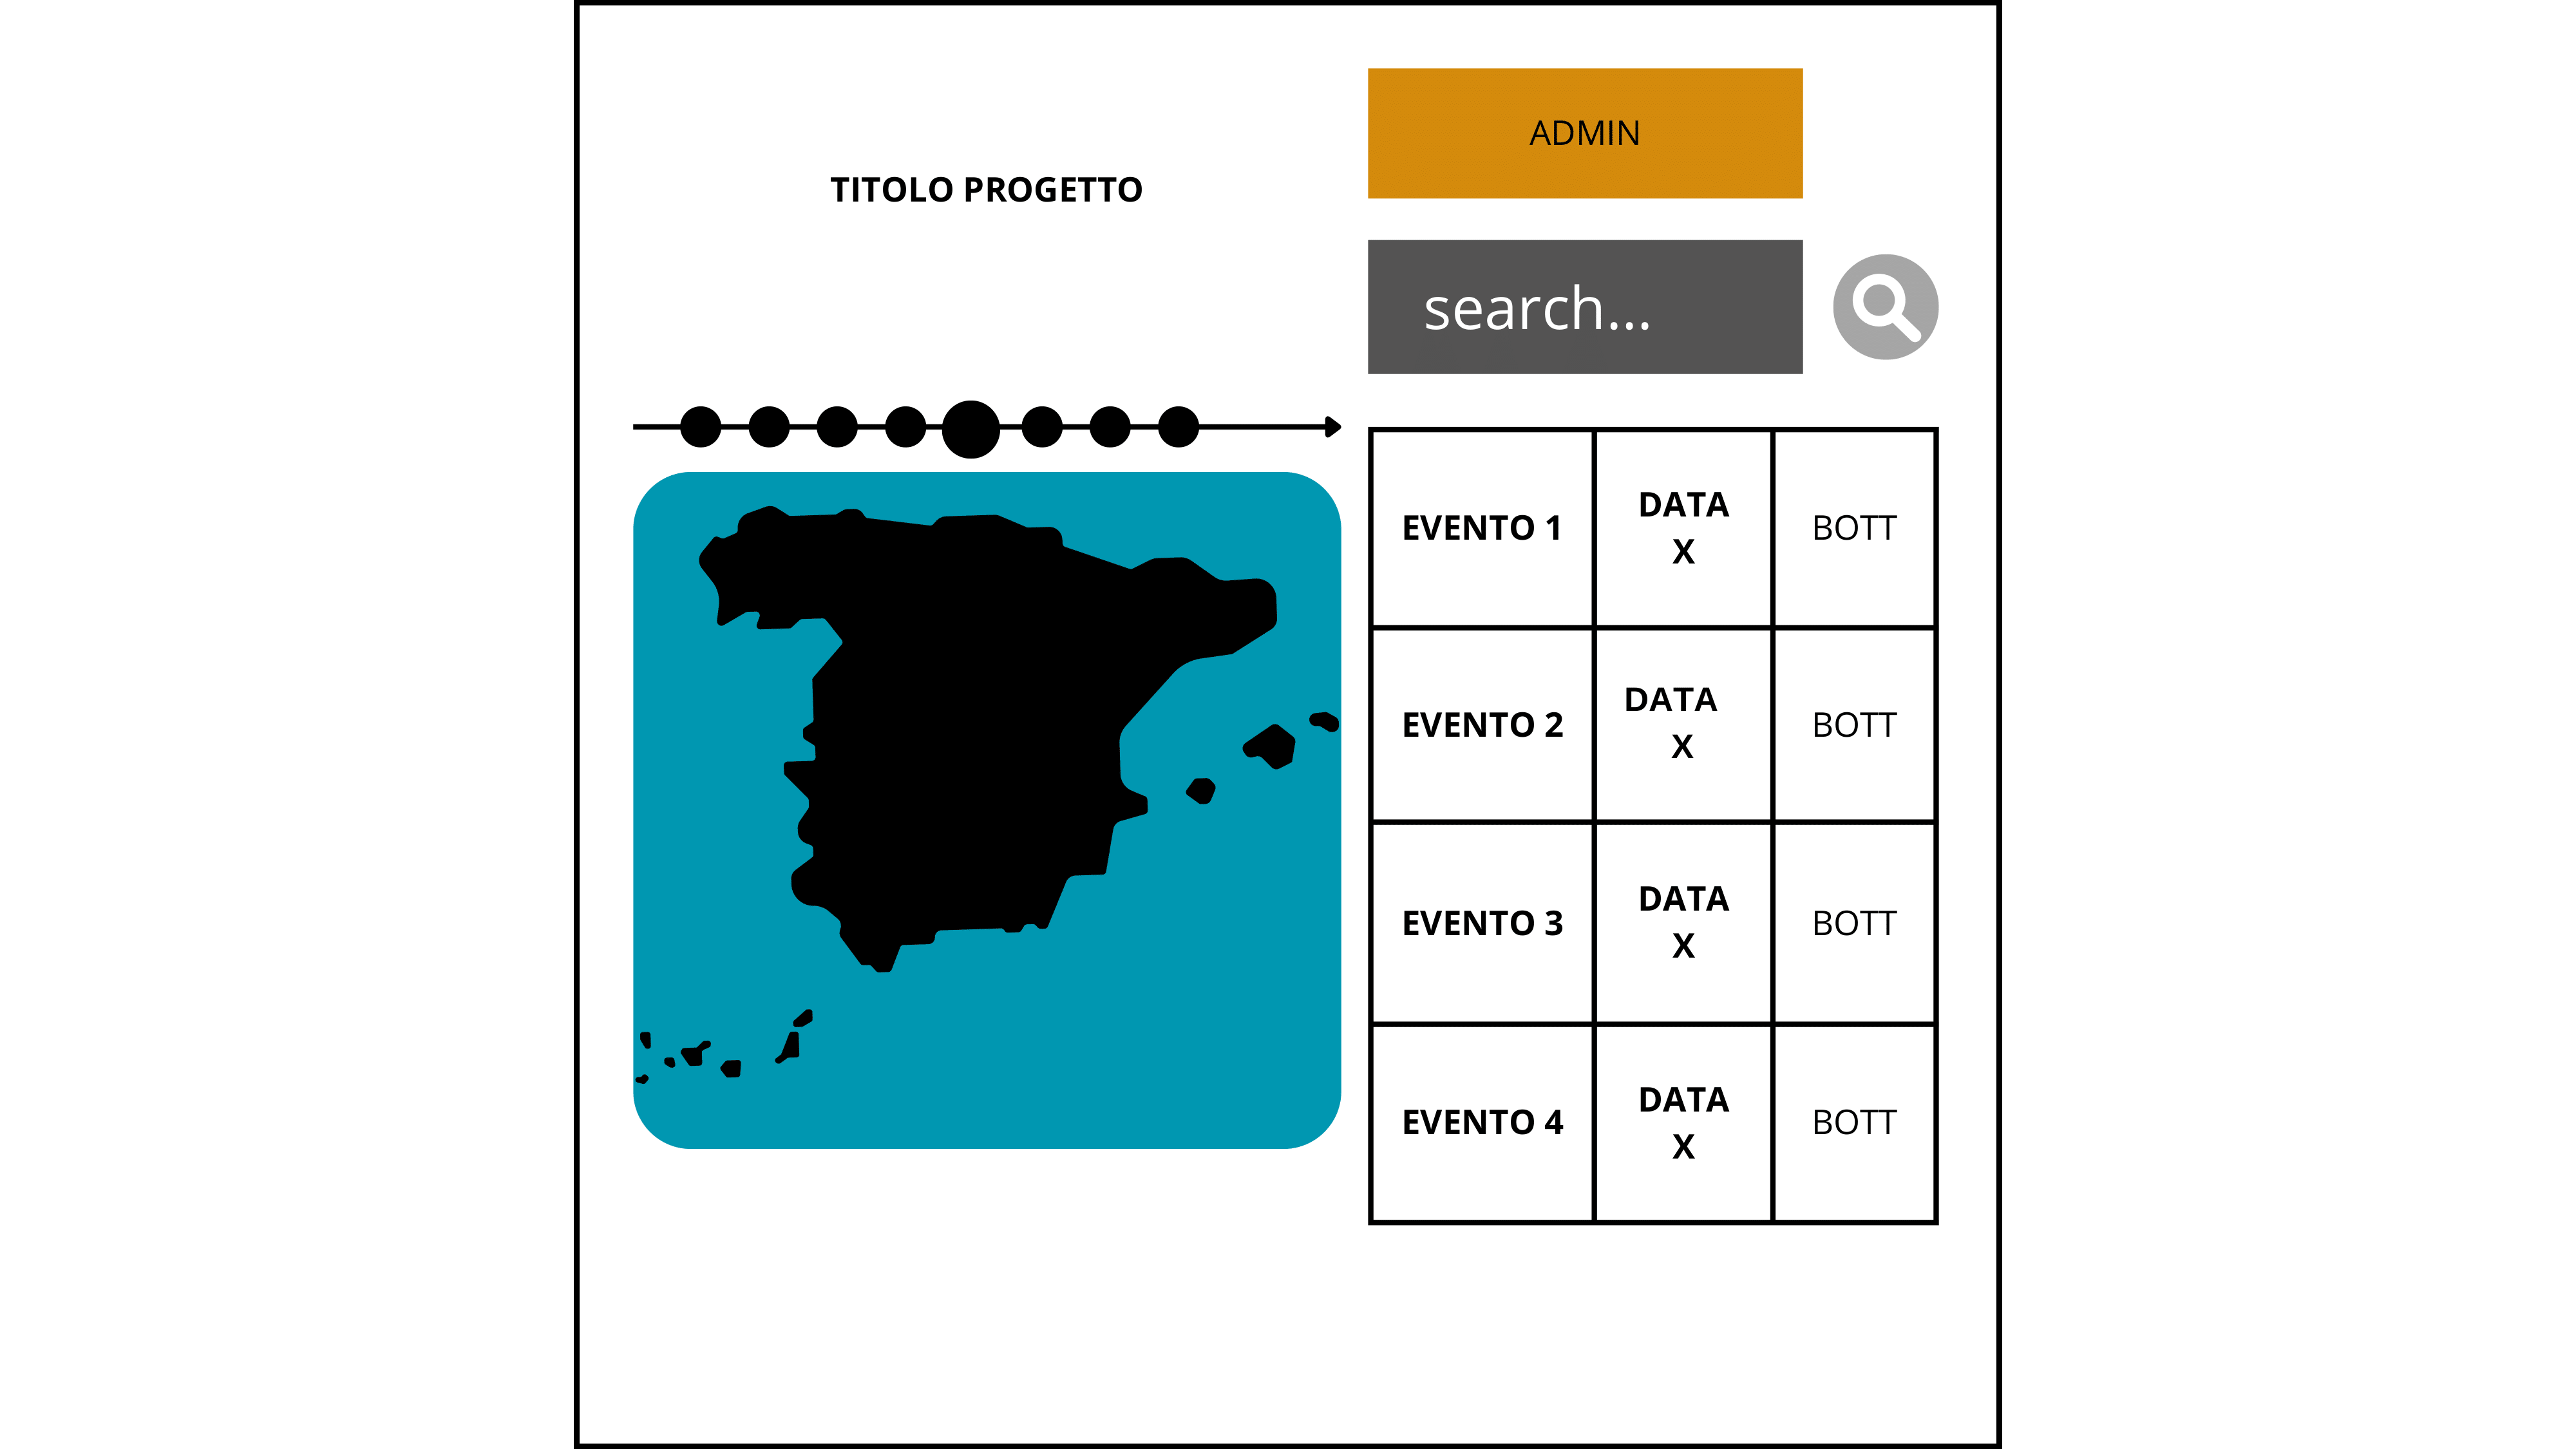 ADMIN
TITOLO PROGETTO
search...
EVENTO 1
DATA
X
BOTT
EVENTO 2
DATA
X
BOTT
EVENTO 3
DATA
X
BOTT
EVENTO 4
DATA
X
BOTT